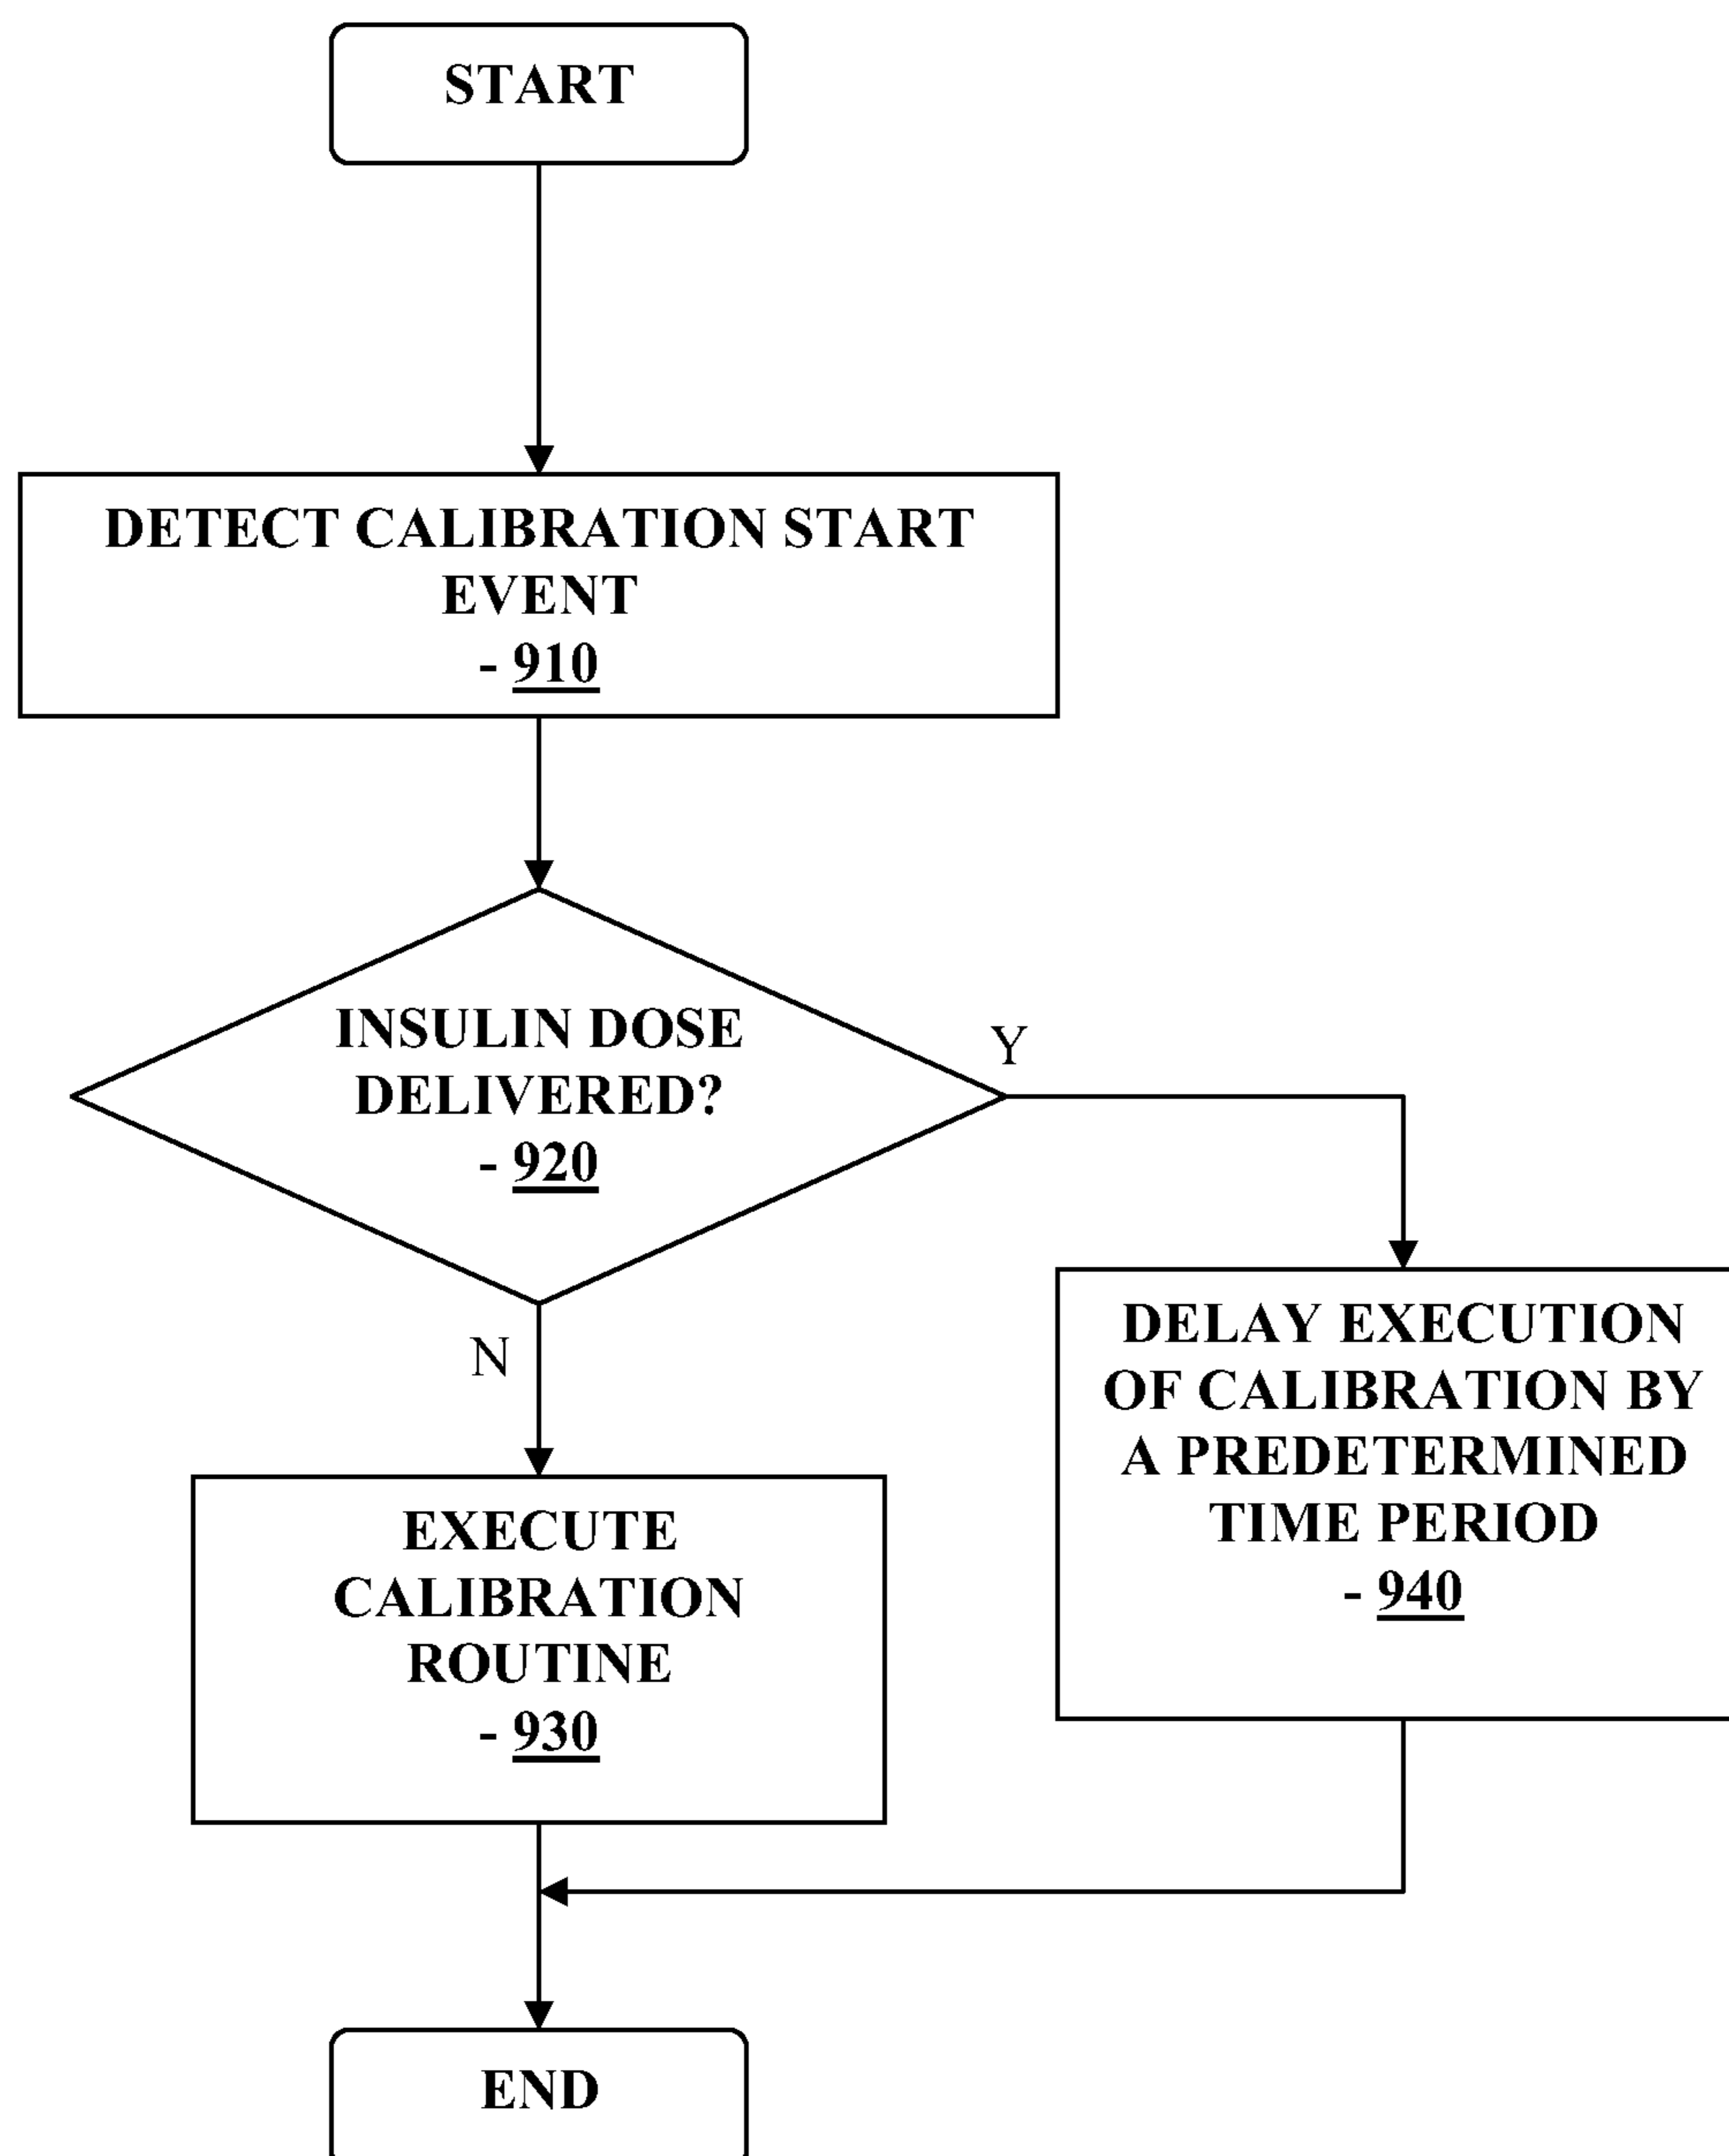 START
DETECT CALIBRATION START
EVENT
- 910
INSULIN DOSE
DELIVERED?
- 920
Y
N
DELAY EXECUTION
OF CALIBRATION BY
A PREDETERMINED
TIME PERIOD
- 940
EXECUTE
CALIBRATION
ROUTINE
- 930
END